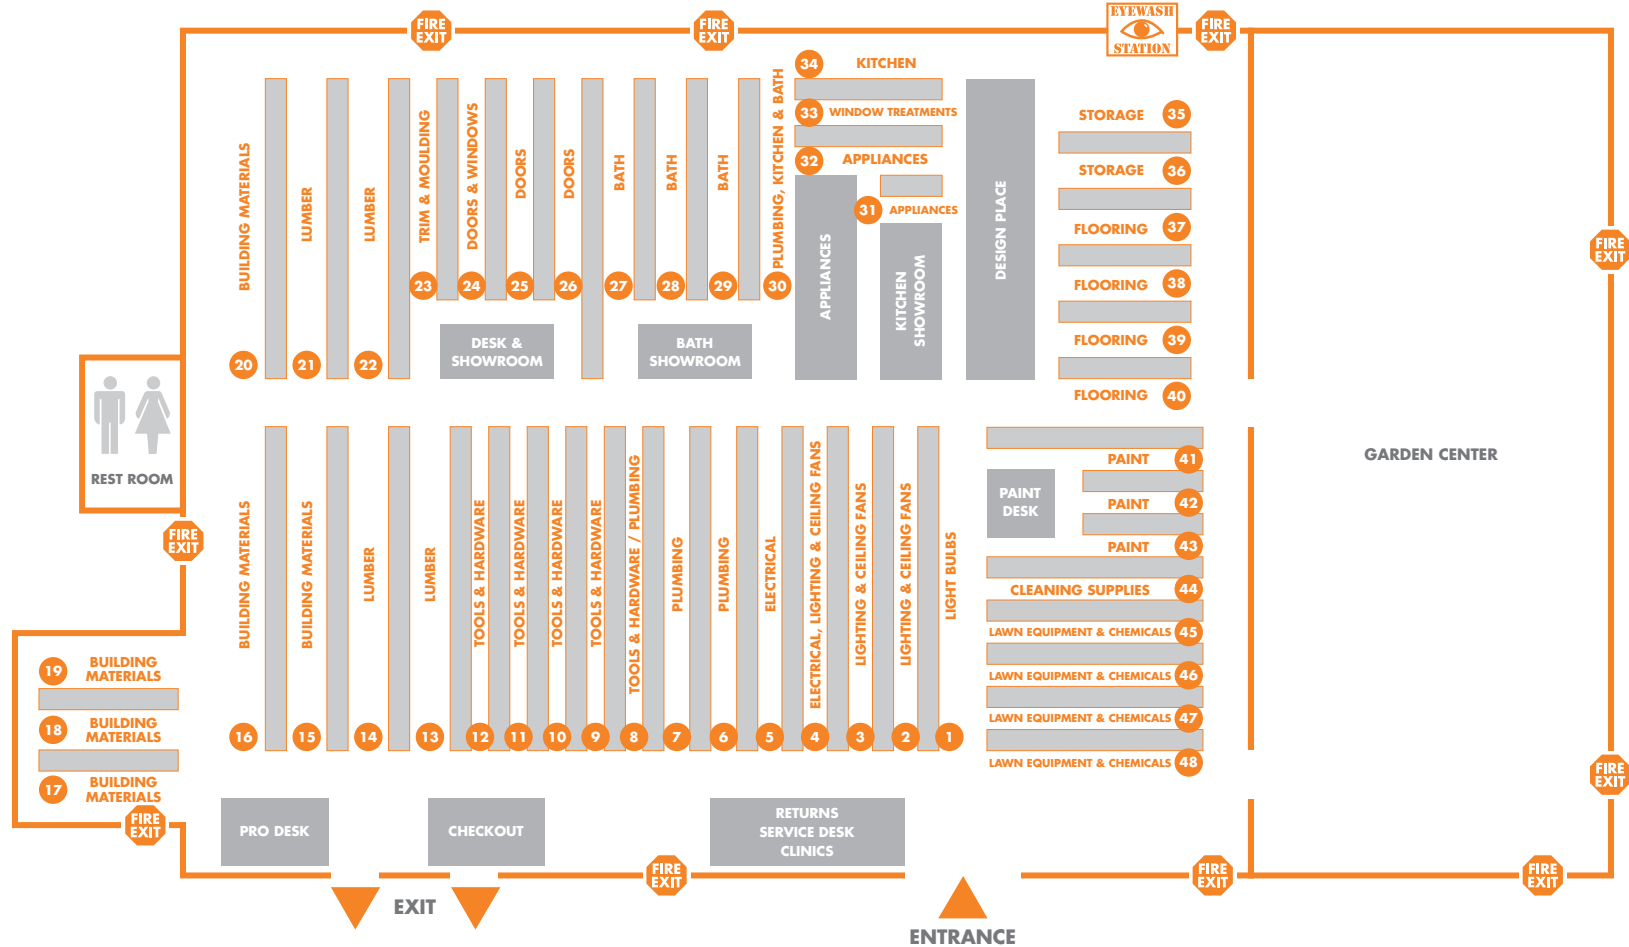 FIRE
EXIT
FIRE
EXIT
EYEWASH
STATION
FIRE
EXIT
34 KITCHEN
33 WINDOW TREATMENTS
32 APPLIANCES
31 APPLIANCES
BUILDING MATERIALS
20
LUMBER
21
LUMBER
22
TRIM & MOULDING
23
DOORS & WINDOWS
24
DOORS
25
DOORS
26
BATH
27
BATH
28
BATH
29
PLUMBING, KITCHEN & BATH
30
DESK &
SHOWROOM
BATH
SHOWROOM
APPLIANCES
KITCHEN
SHOWROOM
DESIGN PLACE
STORAGE 35
STORAGE 36
FLOORING 37
FLOORING 38
FLOORING 39
FLOORING 40
FIRE
EXIT
REST ROOM
FIRE
EXIT
GARDEN CENTER
BUILDING MATERIALS
16
BUILDING MATERIALS
15
LUMBER
14
LUMBER
13
TOOLS & HARDWARE
12
TOOLS & HARDWARE
11
TOOLS & HARDWARE
10
TOOLS & HARDWARE
9
TOOLS & HARDWARE / PLUMBING
8
PLUMBING
7
PLUMBING
6
ELECTRICAL
5
ELECTRICAL, LIGHTING & CEILING FANS
4
LIGHTING & CEILING FANS
3
LIGHTING & CEILING FANS
2
LIGHT BULBS
1
PAINT
DESK
PAINT 41
PAINT 42
PAINT 43
CLEANING SUPPLIES 44
LAWN EQUIPMENT & CHEMICALS 45
LAWN EQUIPMENT & CHEMICALS 46
LAWN EQUIPMENT & CHEMICALS 47
LAWN EQUIPMENT & CHEMICALS 48
19 BUILDING
MATERIALS
18 BUILDING
MATERIALS
17 BUILDING
MATERIALS
FIRE
EXIT
FIRE
EXIT
PRO DESK
CHECKOUT
RETURNS
SERVICE DESK
CLINICS
FIRE
EXIT
FIRE
EXIT
FIRE
EXIT
EXIT
ENTRANCE